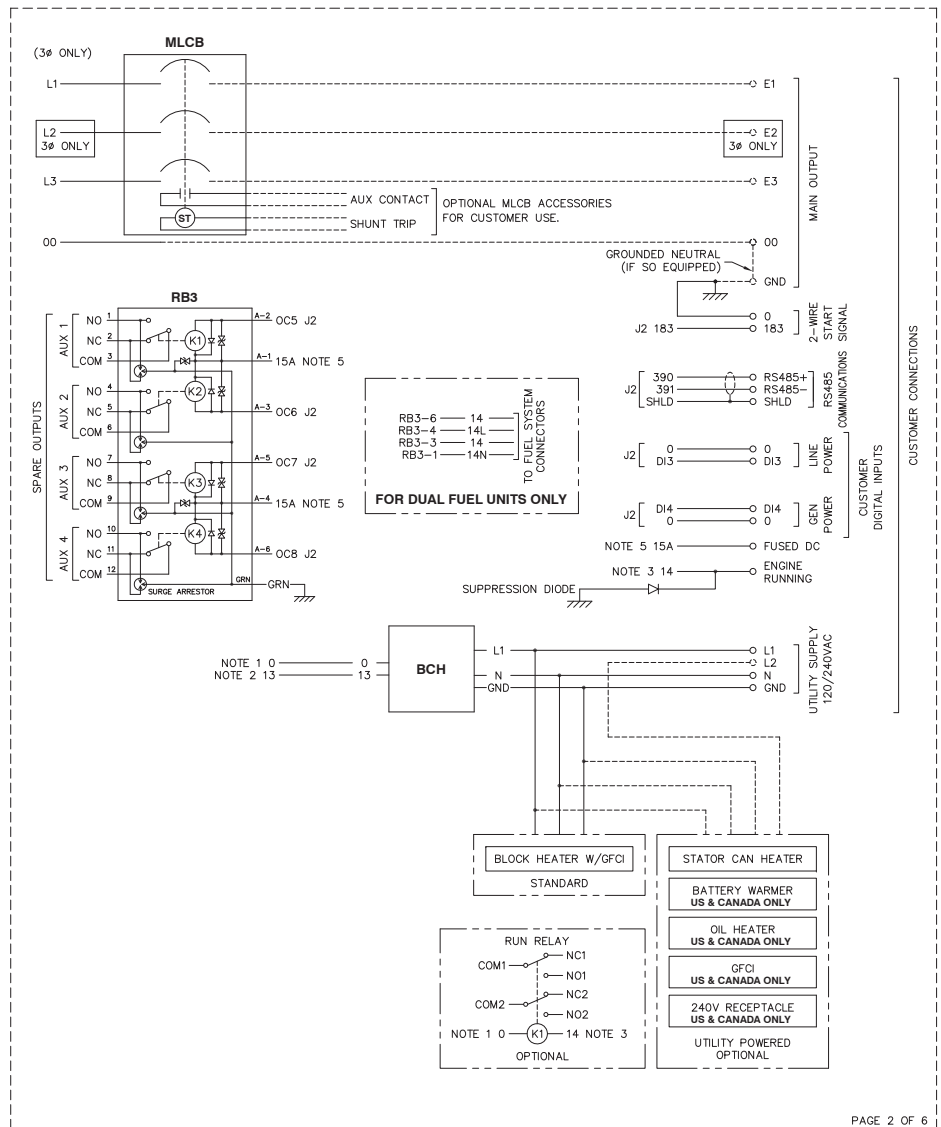 MLCB
(3ø ONLY)
L1
E1
L2
3ø ONLY
E2
3ø ONLY
L3
E3
AUX CONTACT
ST
SHUNT TRIP
OPTIONAL MLCB ACCESSORIES
FOR CUSTOMER USE.
00
00
GROUNDED NEUTRAL
(IF SO EQUIPPED)
GND
MAIN OUTPUT
0
J2 183
183
2-WIRE
START
SIGNAL
RB3
SPARE OUTPUTS
AUX 1
NO 1
NC 2
COM 3
K1
A-2 OC5 J2
A-1 15A NOTE 5
AUX 2
NO 4
NC 5
COM 6
K2
A-3 OC6 J2
AUX 3
NO 7
NC 8
COM 9
K3
A-5 OC7 J2
A-4 15A NOTE 5
AUX 4
NO 10
NC 11
COM 12
K4
A-6 OC8 J2
SURGE ARRESTOR
GRN
GRN
RB3-6 14
RB3-4 14L
RB3-3 14
RB3-1 14N
TO FUEL SYSTEM
CONNECTORS
FOR DUAL FUEL UNITS ONLY
J2
390 RS485+
391 RS485-
SHLD SHLD
RS485
COMMUNICATIONS
J2
0 0
DI3 DI3
LINE
POWER
J2
DI4 DI4
0 0
GEN
POWER
CUSTOMER
DIGITAL INPUTS
CUSTOMER CONNECTIONS
NOTE 5 15A FUSED DC
NOTE 3 14 ENGINE
RUNNING
SUPPRESSION DIODE
NOTE 1 0 0
NOTE 2 13 13
BCH
L1 L1
L2
N N
GND GND
UTILITY SUPPLY
120/240VAC
BLOCK HEATER W/GFCI
STANDARD
STATOR CAN HEATER
BATTERY WARMER
US & CANADA ONLY
OIL HEATER
US & CANADA ONLY
GFCI
US & CANADA ONLY
240V RECEPTACLE
US & CANADA ONLY
UTILITY POWERED
OPTIONAL
RUN RELAY
COM1
NC1
NO1
COM2
NC2
NO2
NOTE 1 0 K1 14 NOTE 3
OPTIONAL
PAGE 2 OF 6